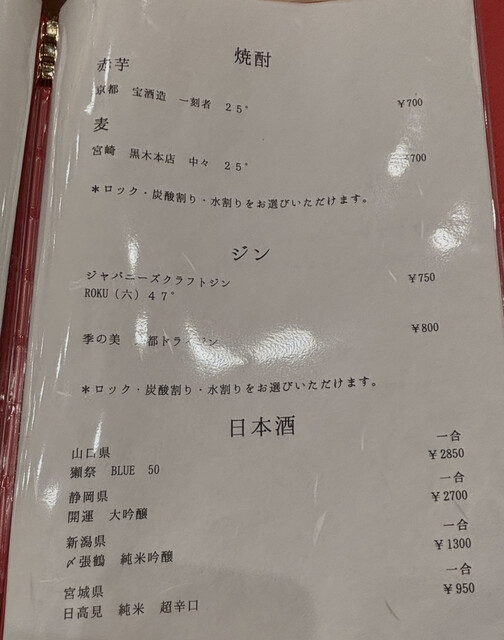 焼酎
赤芋
京都 宝酒造 一刻者 25° ¥700
麦
宮崎 黒木本店 中々 25° 700
*ロック・炭酸割り・水割りをお選びいただけます。
ジン
ジャパニーズクラフトジン ¥750
ROKU(六)47°
季の美 都ドライジン ¥800
*ロック・炭酸割り・水割りをお選びいただけます。
日本酒
山口県 一合
獺祭 BLUE 50 ¥2850
静岡県 一合
開運 大吟醸 ¥2700
新潟県 一合
〆張鶴 純米吟醸 ¥1300
宮城県 一合
日高見 純米 超辛口 ¥950